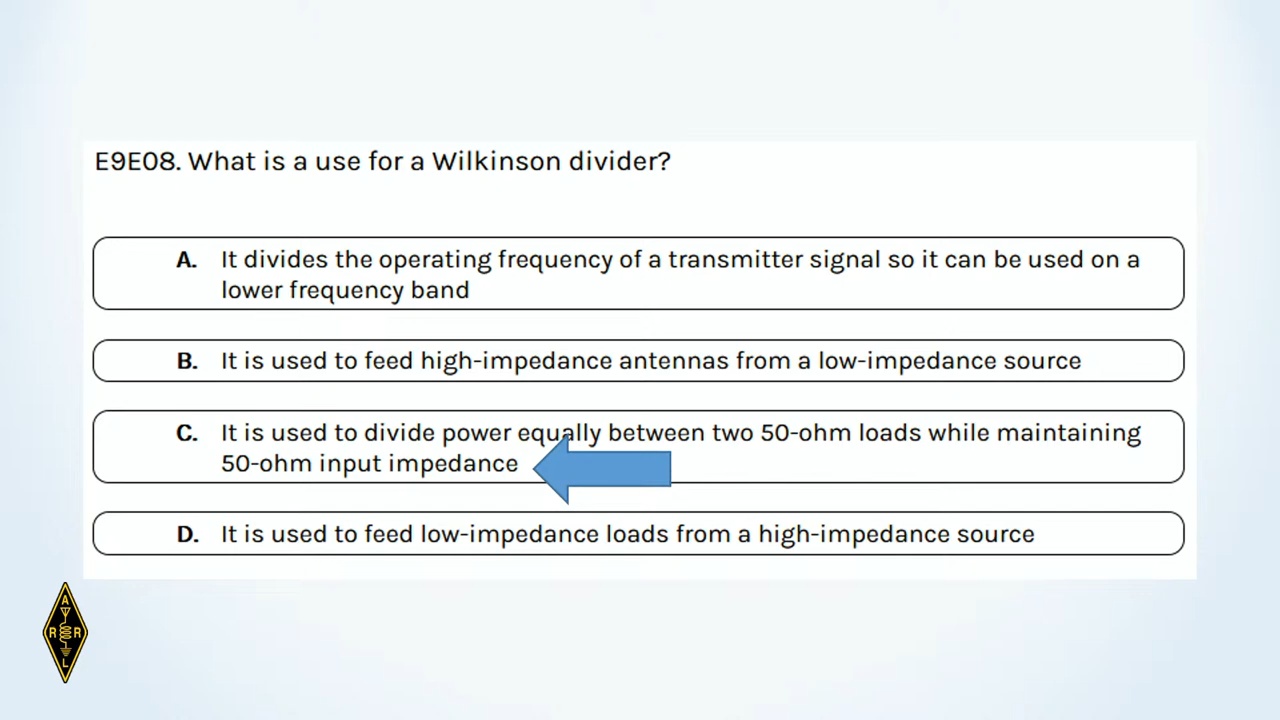 E9E08. What is a use for a Wilkinson divider?
A. It divides the operating frequency of a transmitter signal so it can be used on a
lower frequency band
B. It is used to feed high-impedance antennas from a low-impedance source
C. It is used to divide power equally between two 50-ohm loads while maintaining
50-ohm input impedance
D. It is used to feed low-impedance loads from a high-impedance source
A
R R
L